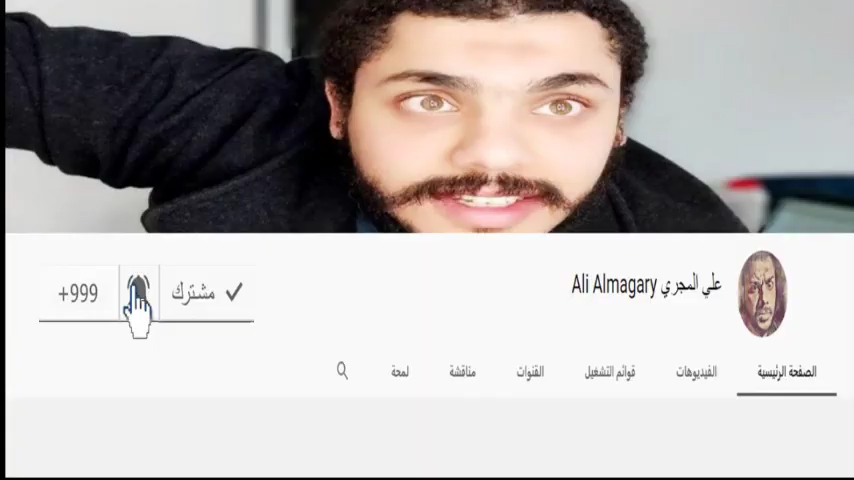 علي المجري Ali Almagary
✓ مشترك +999
الصفحة الرئيسية الفيديوهات قوائم التشغيل القنوات مناقشة لمحة